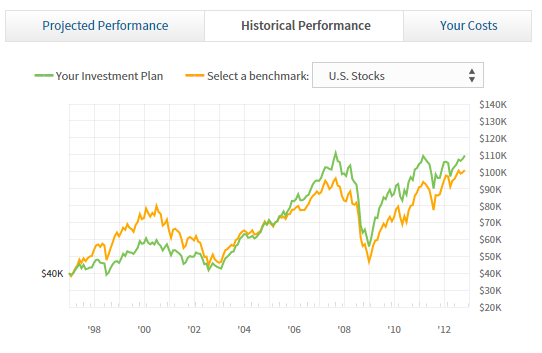 Projected Performance Historical Performance Your Costs
Your Investment Plan Select a benchmark: U.S. Stocks
$140K
$130K
$120K
$110K
$100K
$90K
$80K
$70K
$60K
$50K
$40K $40K
$30K
$20K
'98 '00 '02 '04 '06 '08 '10 '12